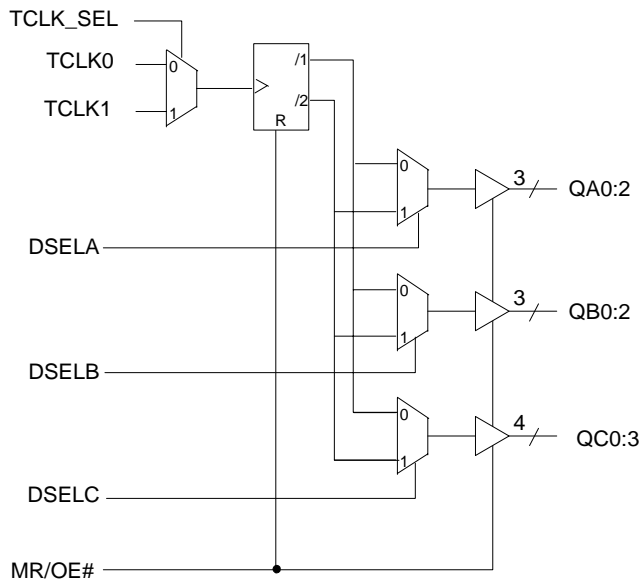 TCLK_SEL
TCLK0
0
/1
TCLK1
1
/2
R
0
3
QA0:2
1
DSELA
0
3
QB0:2
1
DSELB
0
4
QC0:3
1
DSELC
MR/OE#